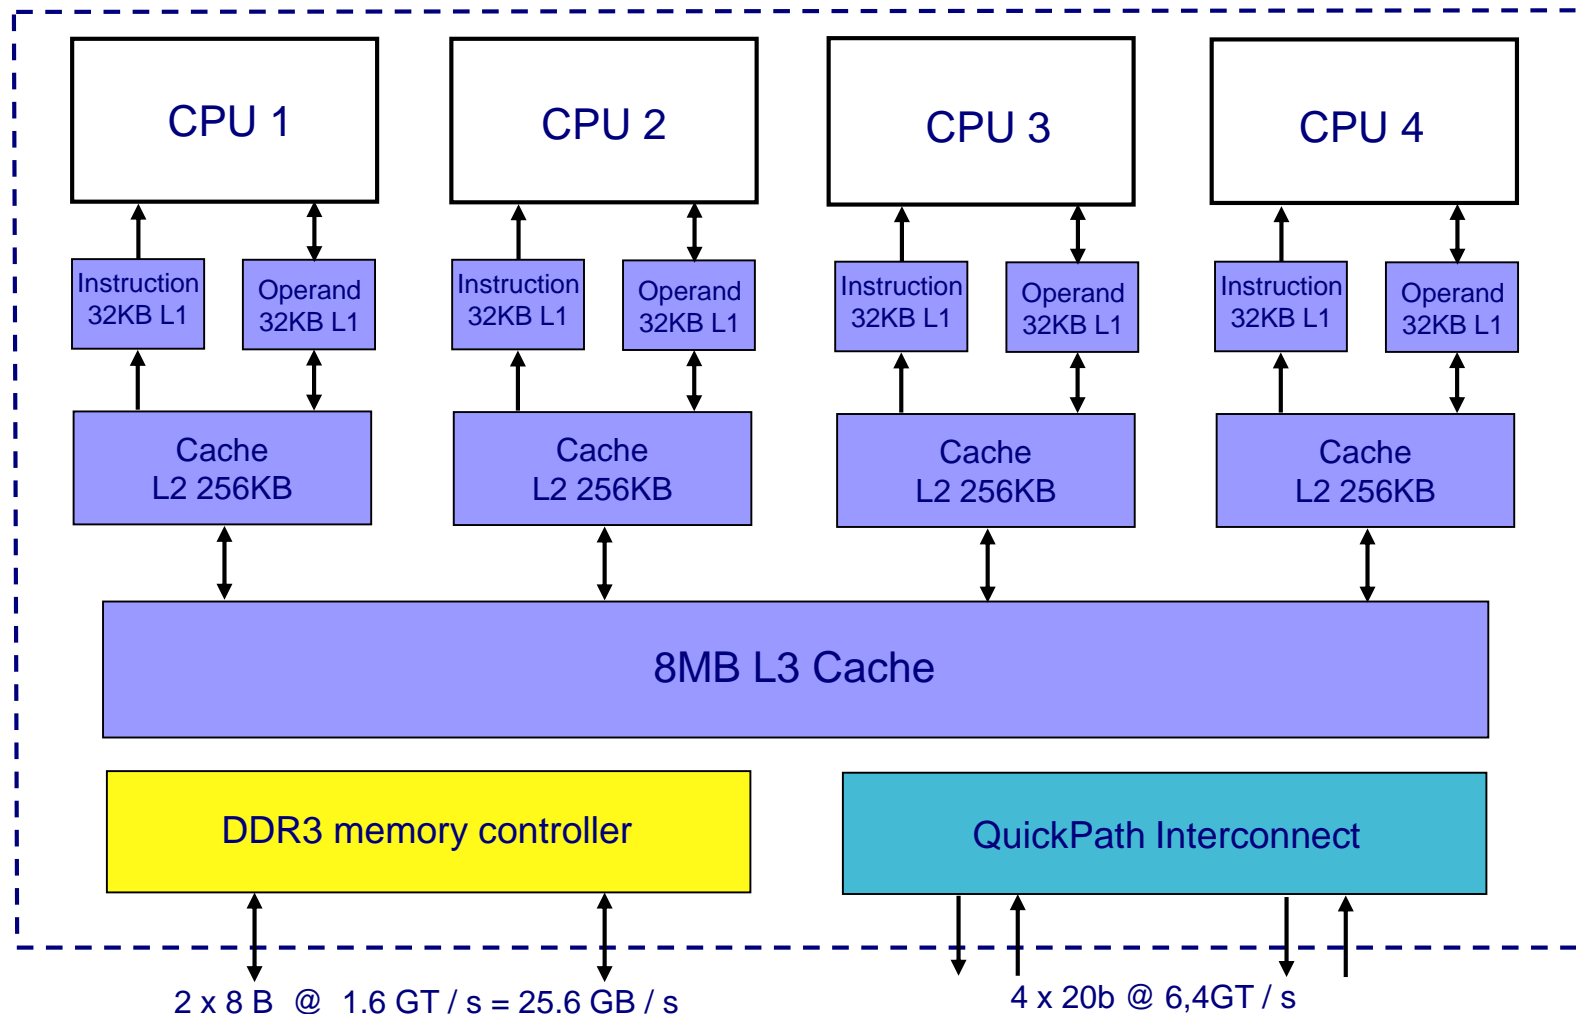 CPU 1
CPU 2
CPU 3
CPU 4
Instruction
32KB L1
Operand
32KB L1
Instruction
32KB L1
Operand
32KB L1
Instruction
32KB L1
Operand
32KB L1
Instruction
32KB L1
Operand
32KB L1
Cache
L2 256KB
Cache
L2 256KB
Cache
L2 256KB
Cache
L2 256KB
8MB L3 Cache
DDR3 memory controller
QuickPath Interconnect
2 x 8 B @ 1.6 GT / s = 25.6 GB / s
4 x 20b @ 6,4GT / s